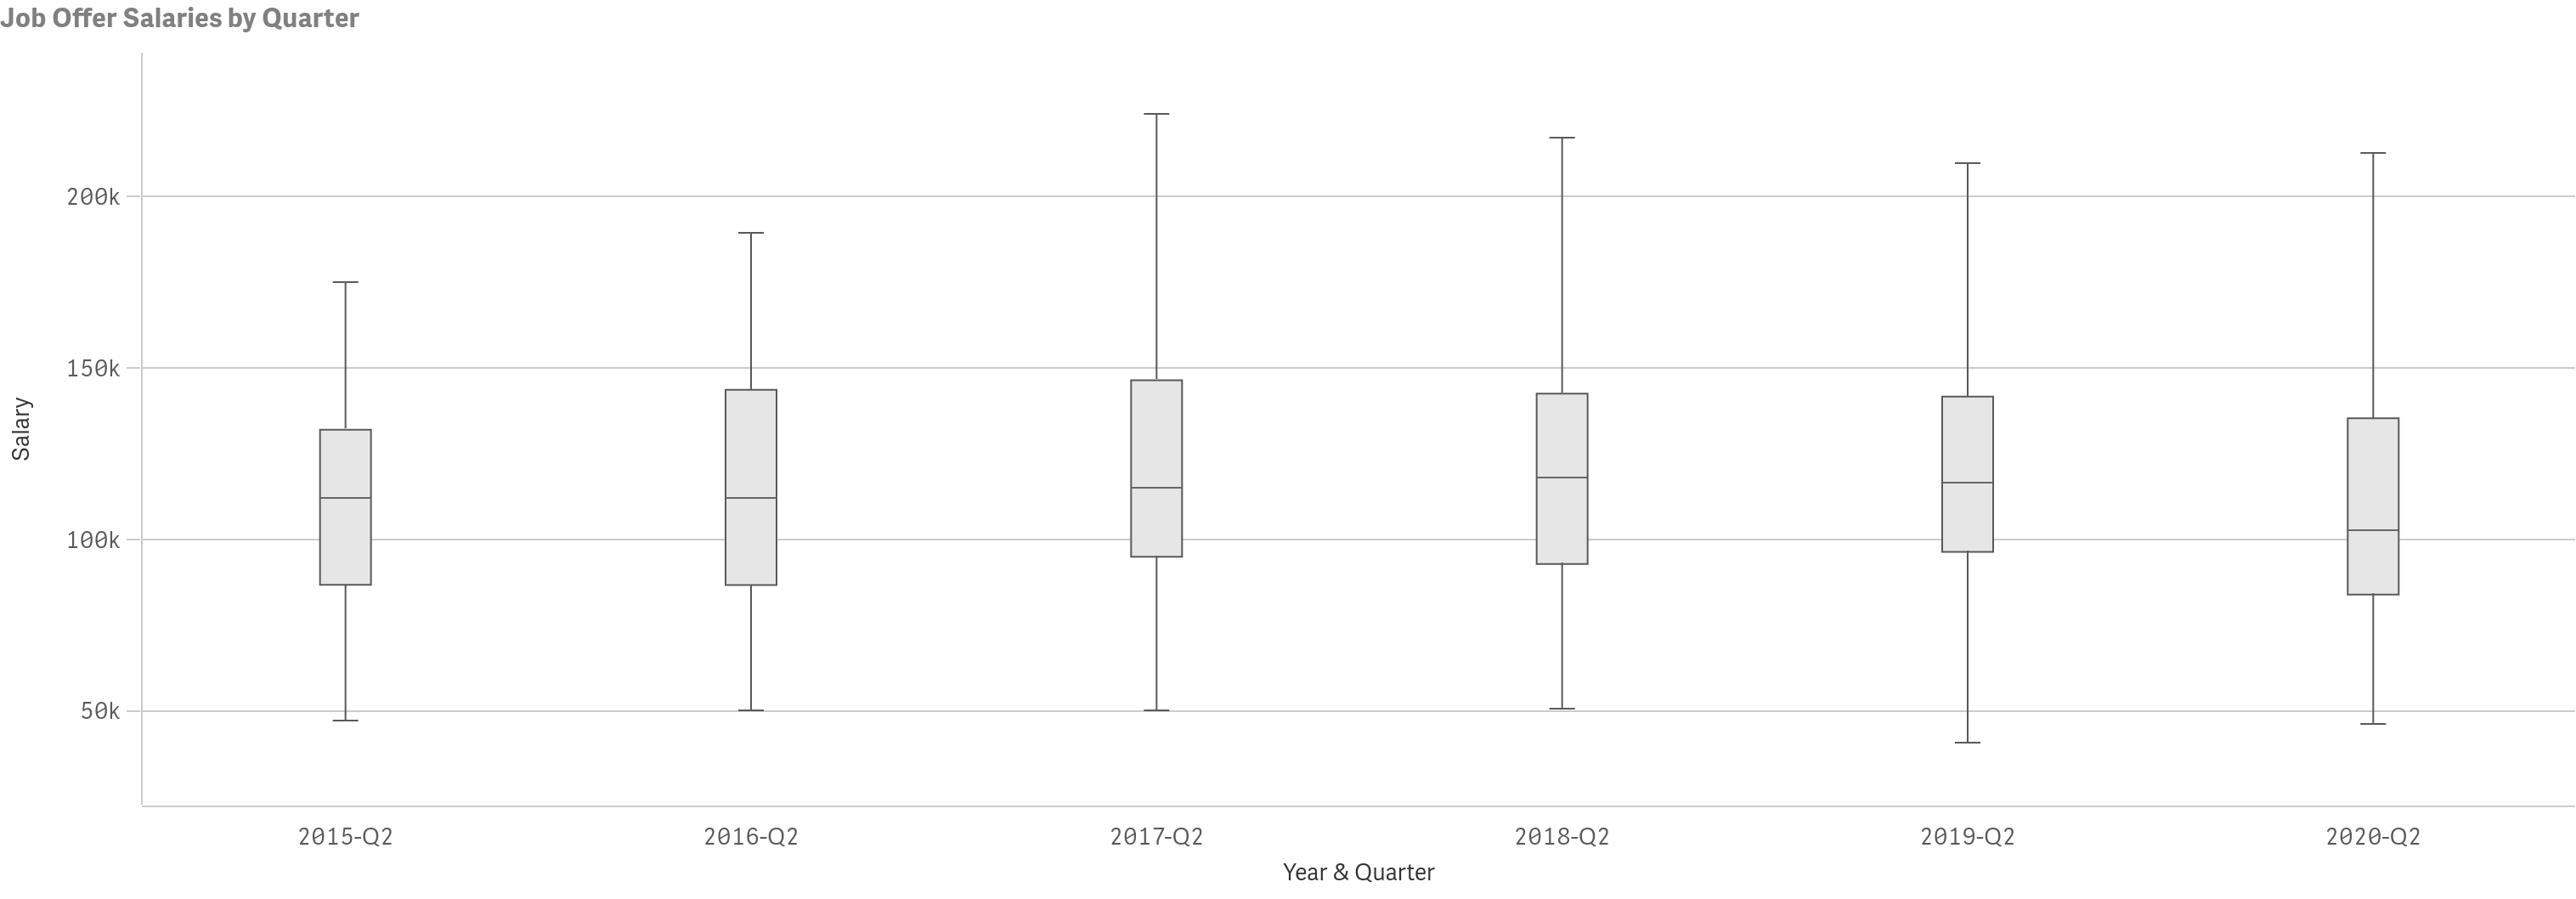 Job Offer Salaries by Quarter
200k
150k
100k
50k
Salary
2015-Q2 2016-Q2 2017-Q2 2018-Q2 2019-Q2 2020-Q2
Year & Quarter